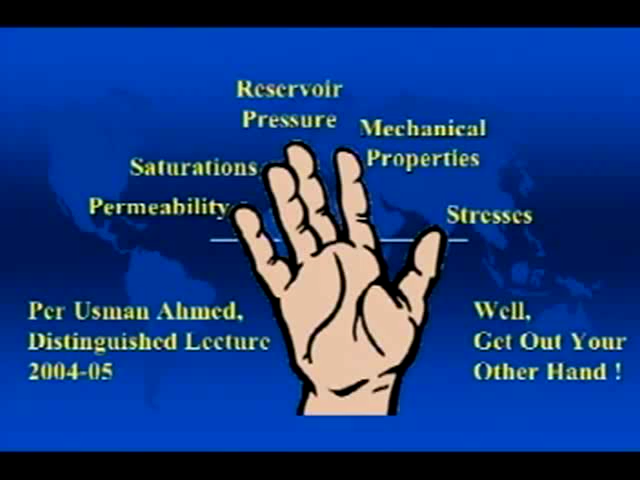 Reservoir
Pressure
Mechanical
Properties
Saturations
Permeability
Stresses
Per Usman Ahmed,
Distinguished Lecture
2004-05
Well,
Get Out Your
Other Hand !